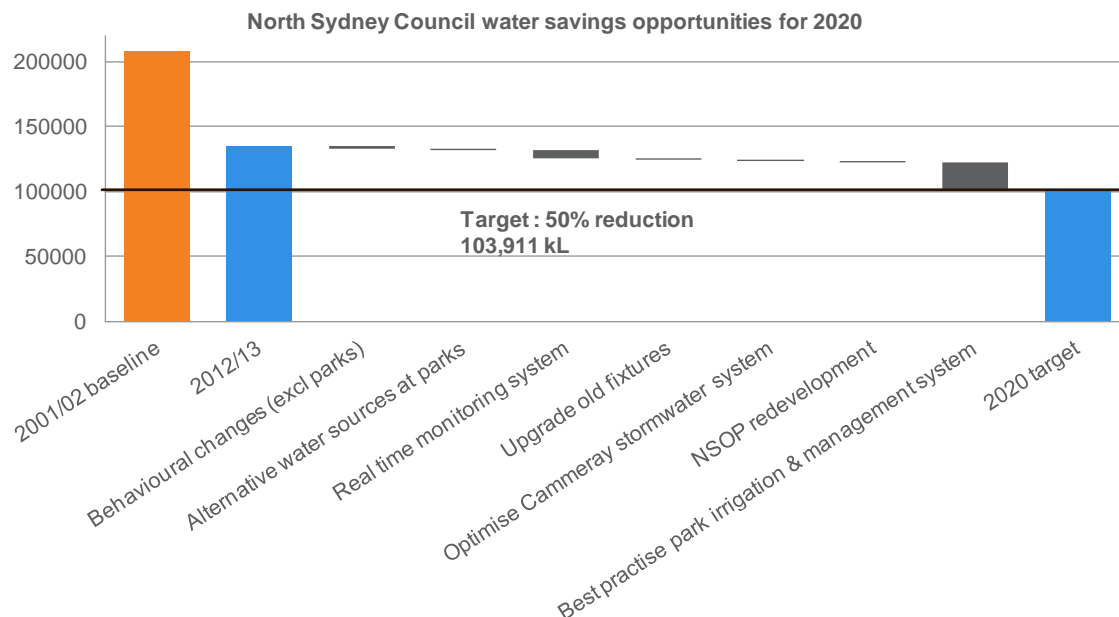 North Sydney Council water savings opportunities for 2020
200000
150000
100000
50000
0
Target : 50% reduction
103,911 kL
2001/02 baseline
2012/13
Behavioural changes (excl parks)
Alternative water sources at parks
Real time monitoring system
Upgrade old fixtures
Optimise Cammeray stormwater system
NSOP redevelopment
Best practise park irrigation & management system
2020 target